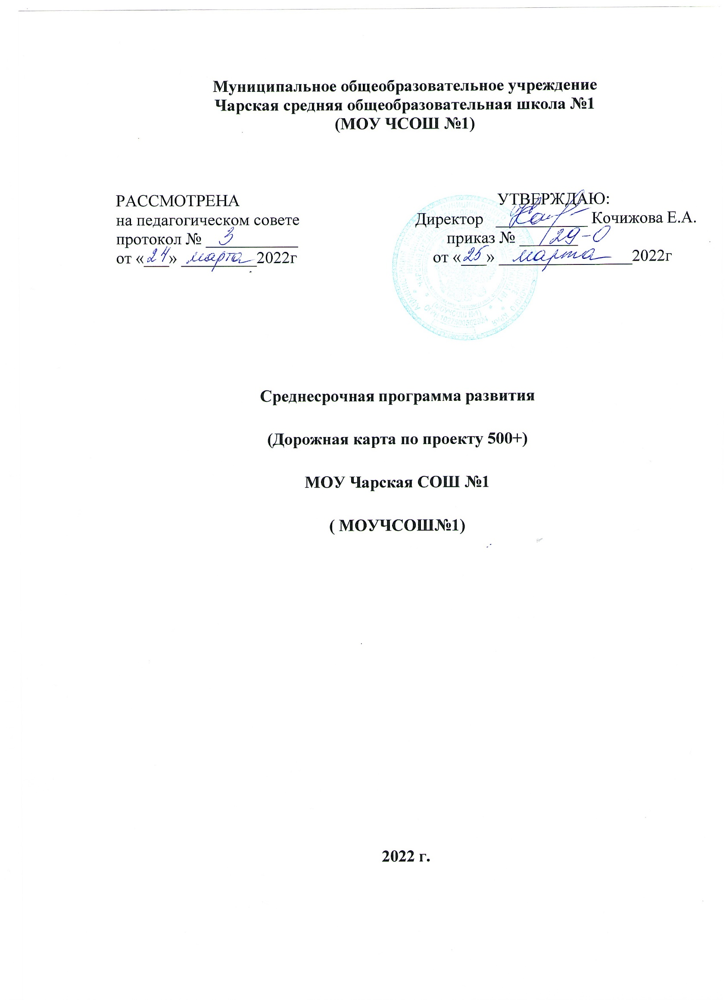 Муниципальное общеобразовательное учреждение
Чарская средняя общеобразовательная школа №1
(МОУ ЧСОШ №1)
РАССМОТРЕНА
на педагогическом совете
протокол № 3
от «24» марта 2022г
УТВЕРЖДАЮ:
Директор Кочижова Е.А.
приказ № 129-О
от «25» марта 2022г
Среднесрочная программа развития
(Дорожная карта по проекту 500+)
МОУ Чарская СОШ №1
( МОУЧСОШ№1)
2022 г.